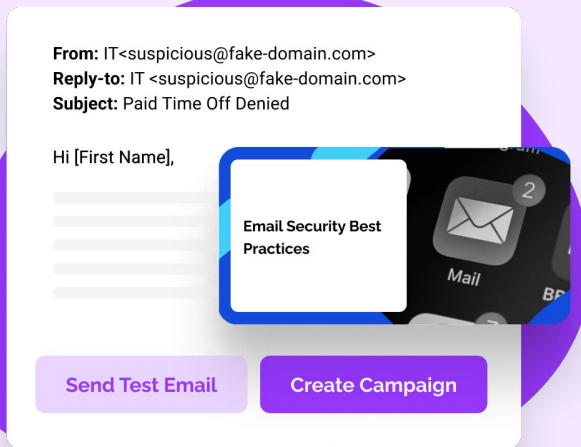 From: IT<suspicious@fake-domain.com>
Reply-to: IT <suspicious@fake-domain.com>
Subject: Paid Time Off Denied
Hi [First Name],
Email Security Best
Practices
2
Mail
Send Test Email
Create Campaign